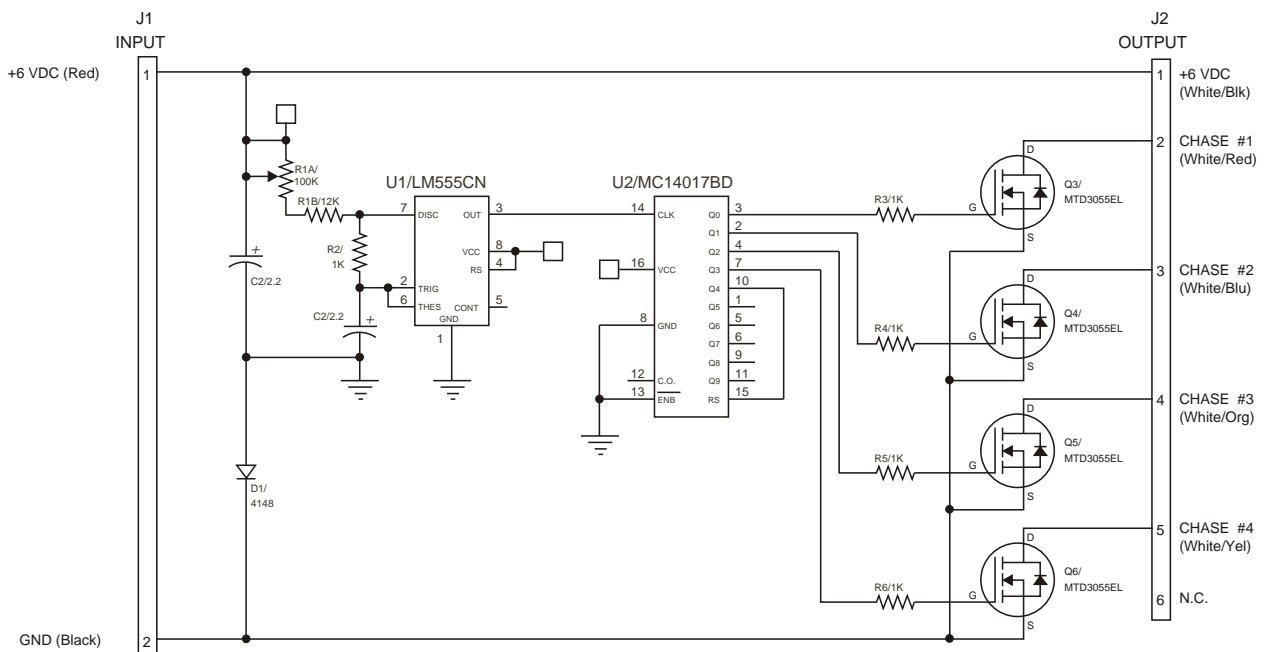 J1
INPUT
J2
OUTPUT
+6 VDC (Red)
1
1
+6 VDC
(White/Blk)
R1A/
100K
R1B/12K
R2/
1K
C2/2.2
C2/2.2
D1/
4148
U1/LM555CN
7
DISC
OUT
3
VCC
8
RS
4
2
TRIG
6
THES
CONT
5
GND
1
U2/MC14017BD
14
CLK
16
VCC
8
GND
12
C.O.
13
ENB
Q0
3
Q1
2
Q2
4
Q3
7
Q4
10
Q5
1
Q6
5
Q7
6
Q8
9
Q9
11
RS
15
R3/1K
G
D
S
Q3/
MTD3055EL
2
CHASE #1
(White/Red)
R4/1K
G
D
S
Q4/
MTD3055EL
3
CHASE #2
(White/Blu)
R5/1K
G
D
S
Q5/
MTD3055EL
4
CHASE #3
(White/Org)
R6/1K
G
D
S
Q6/
MTD3055EL
5
CHASE #4
(White/Yel)
6
N.C.
GND (Black)
2
+
+